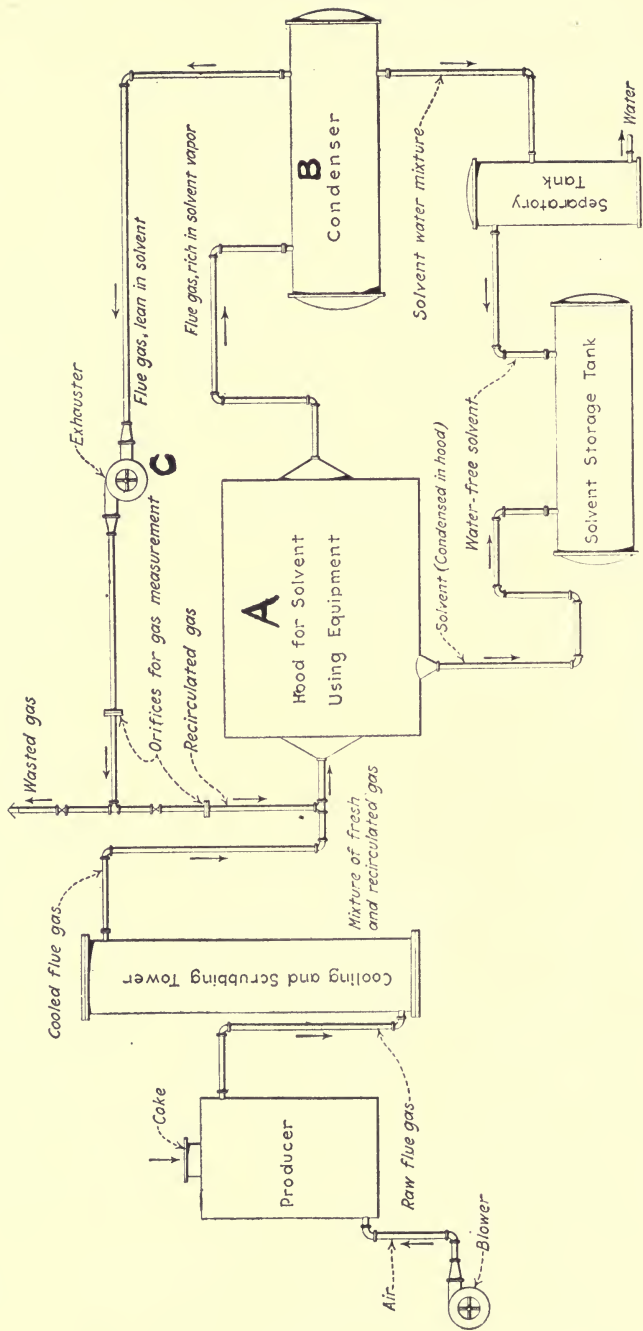 Blower
Air
Producer
Coke
Raw flue gas
Cooling and Scrubbing Tower
Cooled flue gas
Mixture of fresh
and recirculated gas
Wasted gas
Orifices for gas measurement
Recirculated gas
A
Hood for Solvent
Using Equipment
Exhauster
C
Flue gas, lean in solvent
Flue gas, rich in solvent vapor
B
Condenser
Solvent water mixture
Separatory
Tank
Water
Water-free solvent
Solvent Storage Tank
Solvent (Condensed in hood)